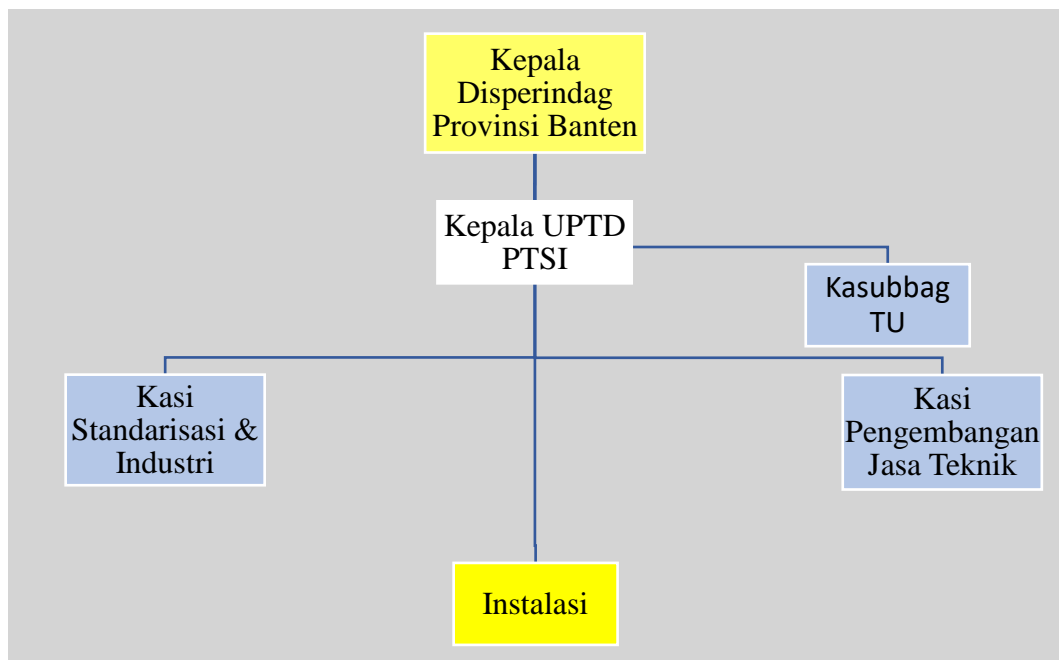 Kepala
Disperindag
Provinsi Banten
Kepala UPTD
PTSI
Kasubbag
TU
Kasi
Standarisasi &
Industri
Kasi
Pengembangan
Jasa Teknik
Instalasi